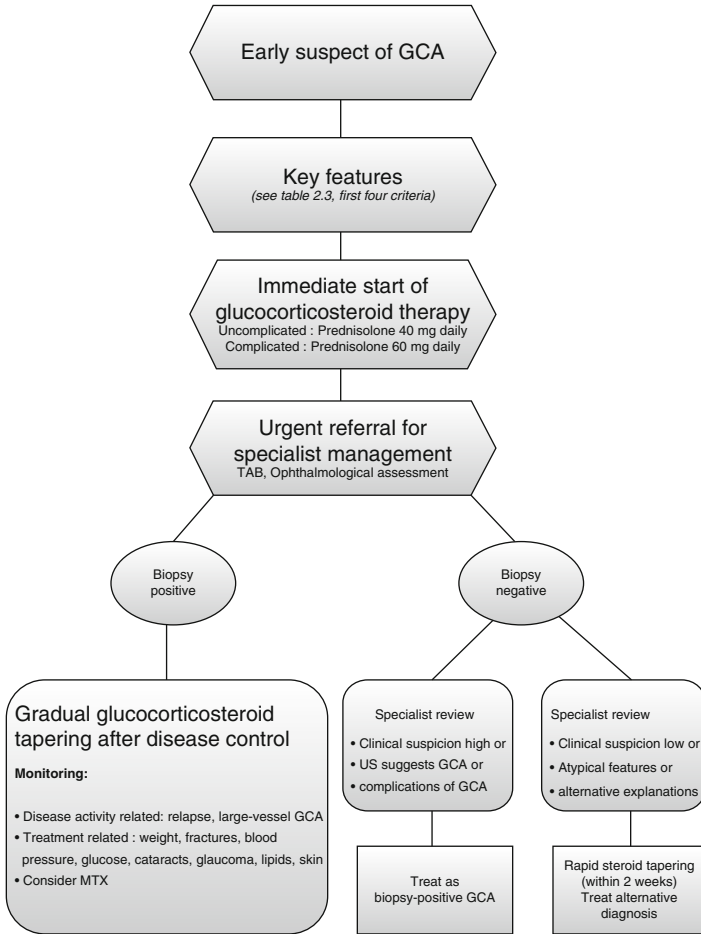 Early suspect of GCA
Key features
(see table 2.3, first four criteria)
Immediate start of
glucocorticosteroid therapy
Uncomplicated : Prednisolone 40 mg daily
Complicated : Prednisolone 60 mg daily
Urgent referral for
specialist management
TAB, Ophthalmological assessment
Biopsy
positive
Biopsy
negative
Gradual glucocorticosteroid
tapering after disease control
Monitoring:
• Disease activity related: relapse, large-vessel GCA
• Treatment related : weight, fractures, blood
pressure, glucose, cataracts, glaucoma, lipids, skin
• Consider MTX
Specialist review
• Clinical suspicion high or
• US suggests GCA or
• complications of GCA
Specialist review
• Clinical suspicion low or
• Atypical features or
• alternative explanations
Treat as
biopsy-positive GCA
Rapid steroid tapering
(within 2 weeks)
Treat alternative
diagnosis